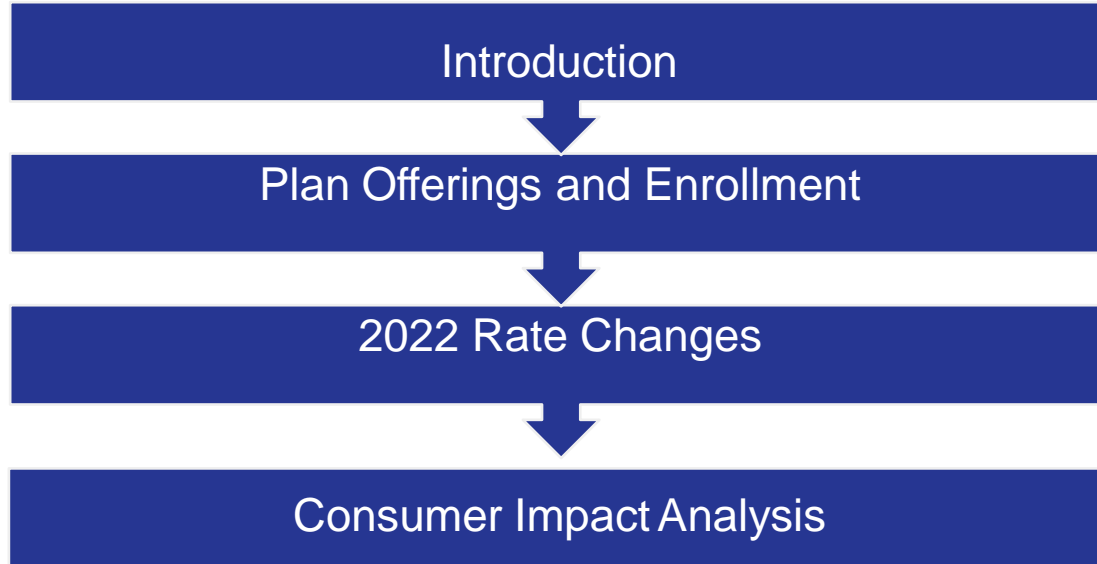 Introduction
Plan Offerings and Enrollment
2022 Rate Changes
Consumer Impact Analysis